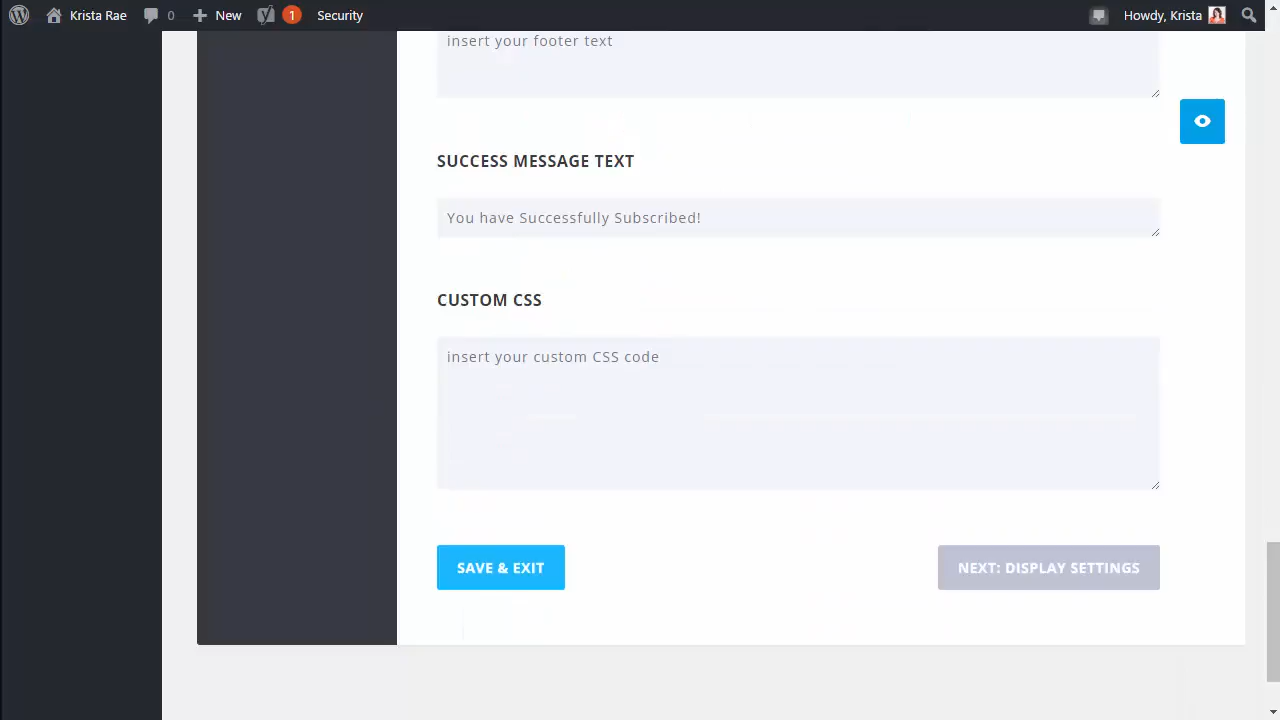 Krista Rae 0 New 1 Security Howdy, Krista
insert your footer text
SUCCESS MESSAGE TEXT
You have Successfully Subscribed!
CUSTOM CSS
insert your custom CSS code
SAVE & EXIT NEXT: DISPLAY SETTINGS